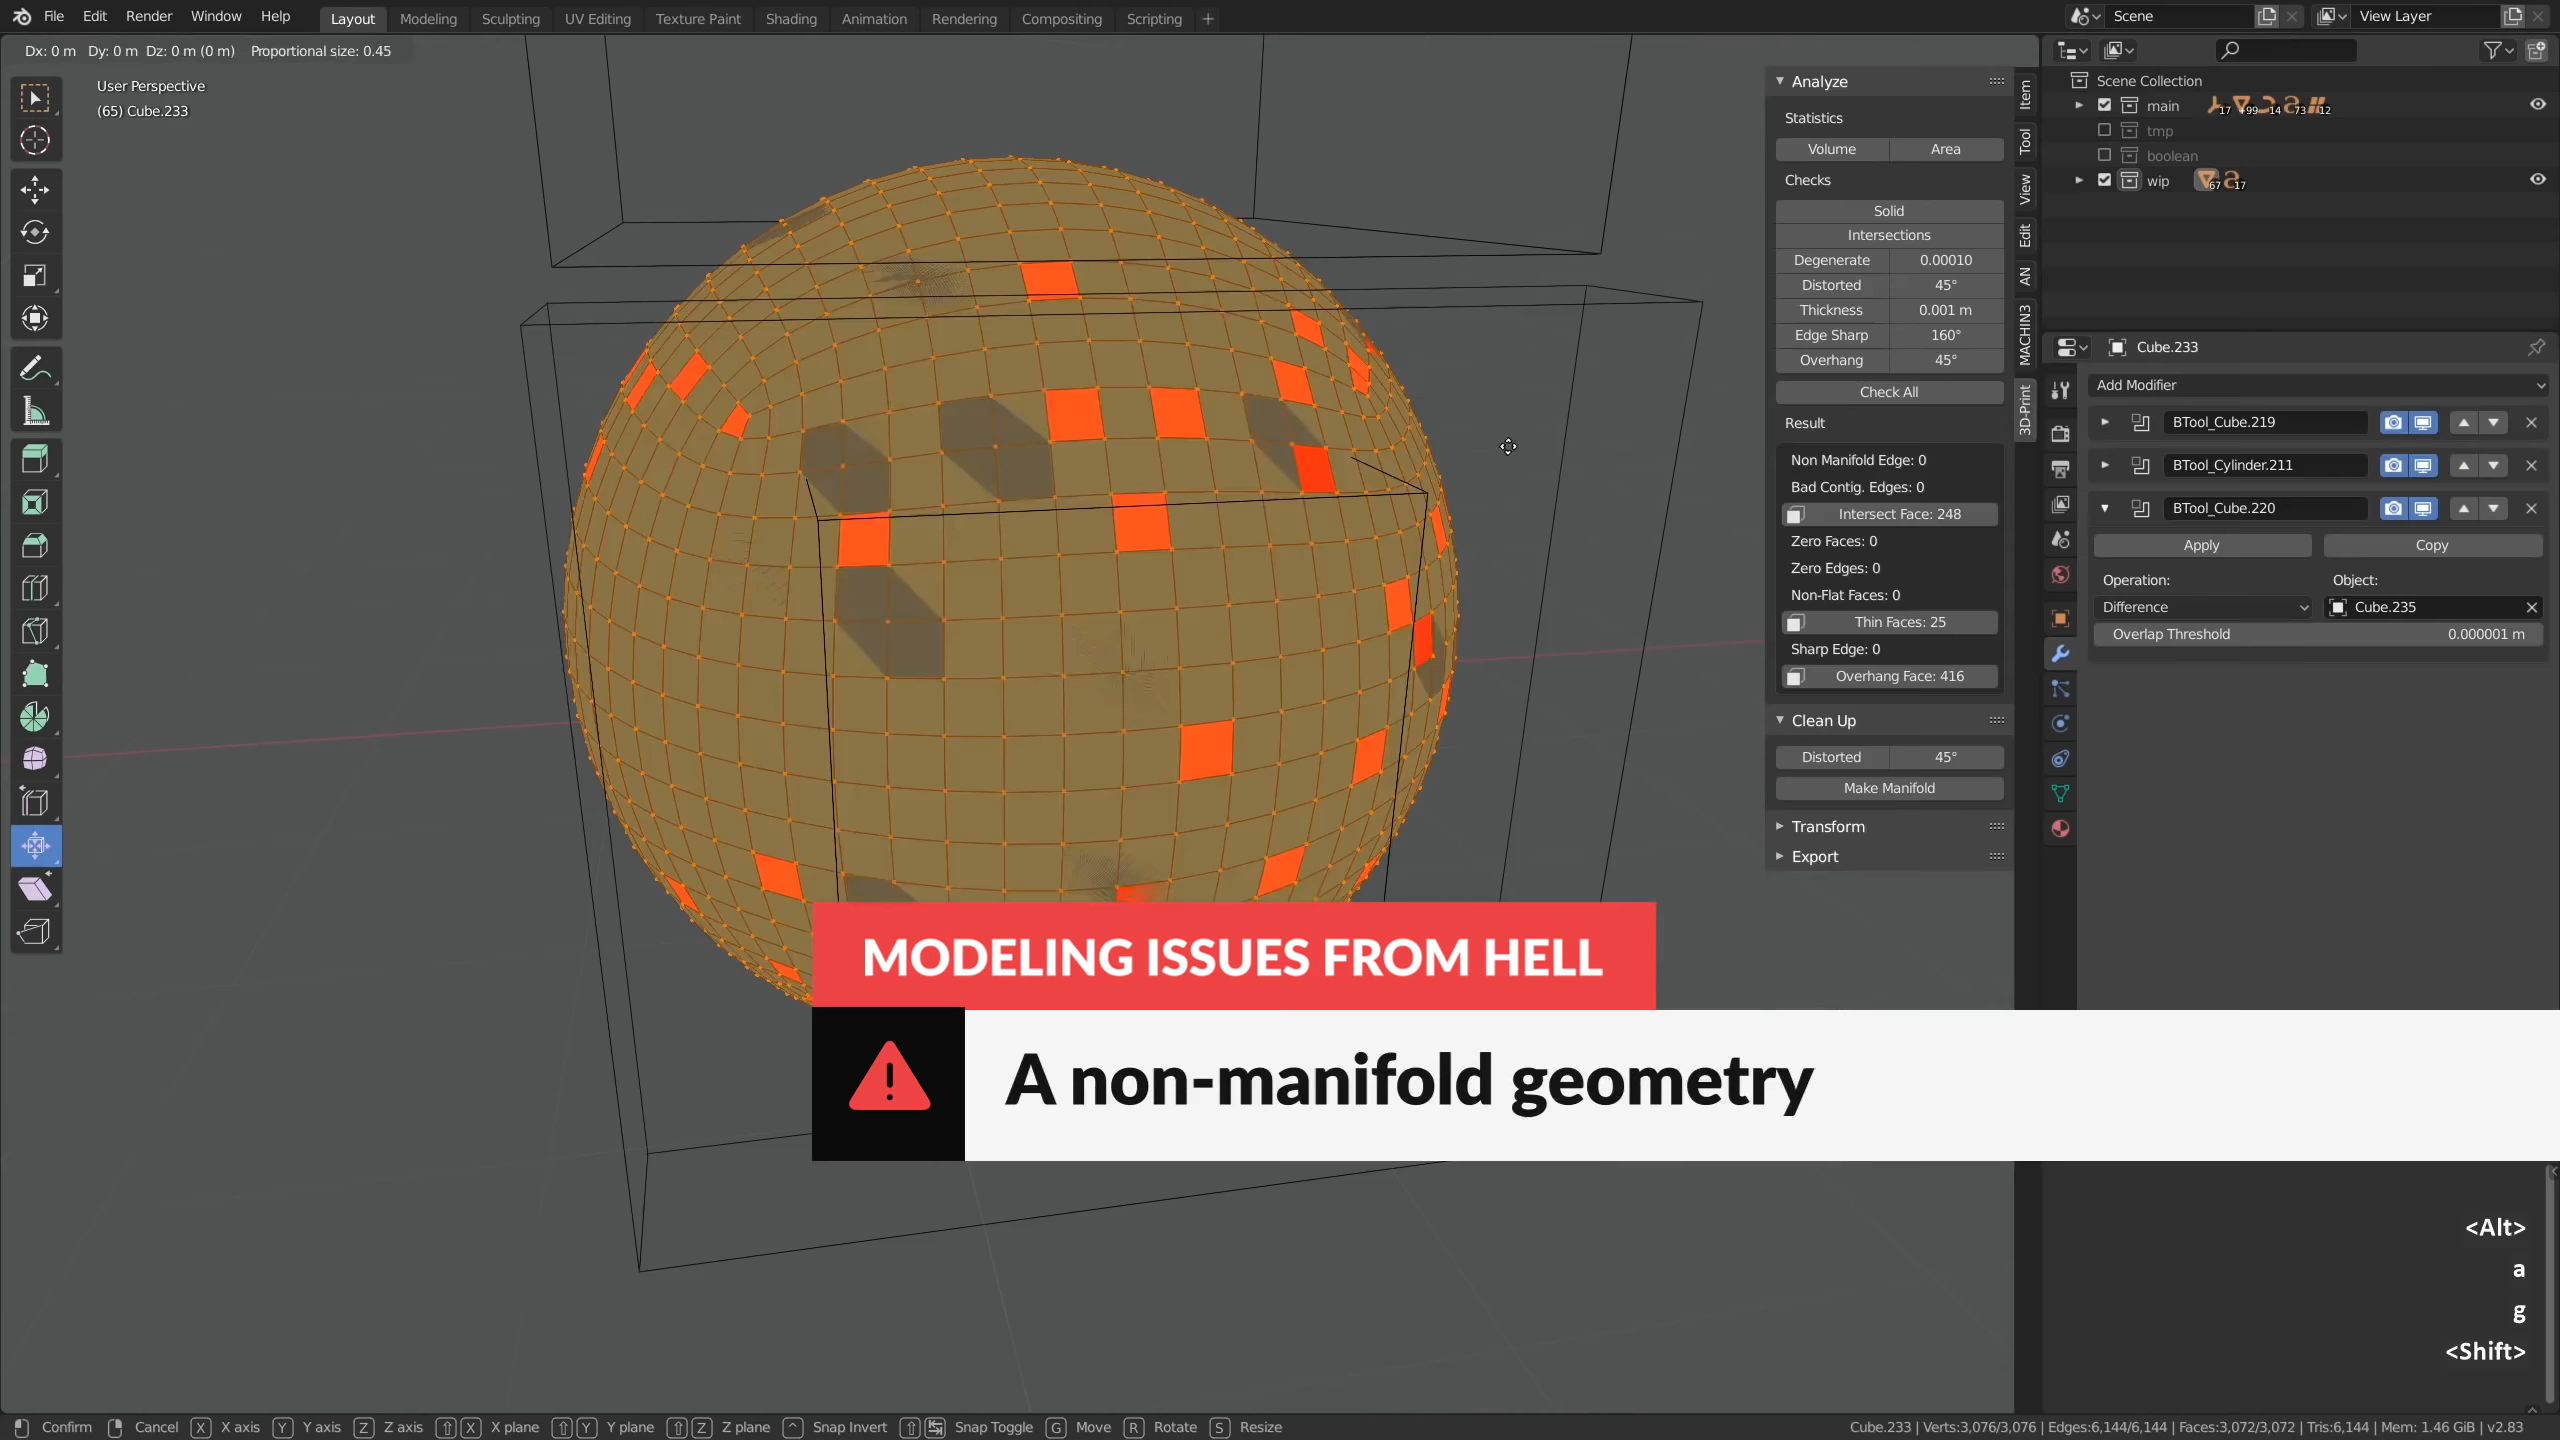 File Edit Render Window Help Layout Modeling Sculpting UV Editing Texture Paint Shading Animation Rendering Compositing Scripting + Scene View Layer
Dx: 0 m Dy: 0 m Dz: 0 m (0 m) Proportional size: 0.45
User Perspective
(65) Cube.233
Analyze
Statistics
Volume Area
Checks
Solid
Intersections
Degenerate 0.00010
Distorted 45°
Thickness 0.001 m
Edge Sharp 160°
Overhang 45°
Check All
Result
Non Manifold Edge: 0
Bad Contig. Edges: 0
Intersect Face: 248
Zero Faces: 0
Zero Edges: 0
Non-Flat Faces: 0
Thin Faces: 25
Sharp Edge: 0
Overhang Face: 416
Clean Up
Distorted 45°
Make Manifold
Transform
Export
Item
Tool
View
Edit
AN
MACHIN3
3D-Print
Scene Collection
main 17 +99 14 73 12
tmp
boolean
wip 67 17
Cube.233
Add Modifier
BTool_Cube.219
BTool_Cylinder.211
BTool_Cube.220
Apply Copy
Operation: Object:
Difference Cube.235
Overlap Threshold 0.000001 m
MODELING ISSUES FROM HELL
A non-manifold geometry
<Alt>
a
g
<Shift>
Confirm Cancel X X axis Y Y axis Z Z axis X X plane Y Y plane Z Z plane ^ Snap Invert Snap Toggle G Move R Rotate S Resize Cube.233 | Verts:3,076/3,076 | Edges:6,144/6,144 | Faces:3,072/3,072 | Tris:6,144 | Mem: 1.46 GiB | v2.83